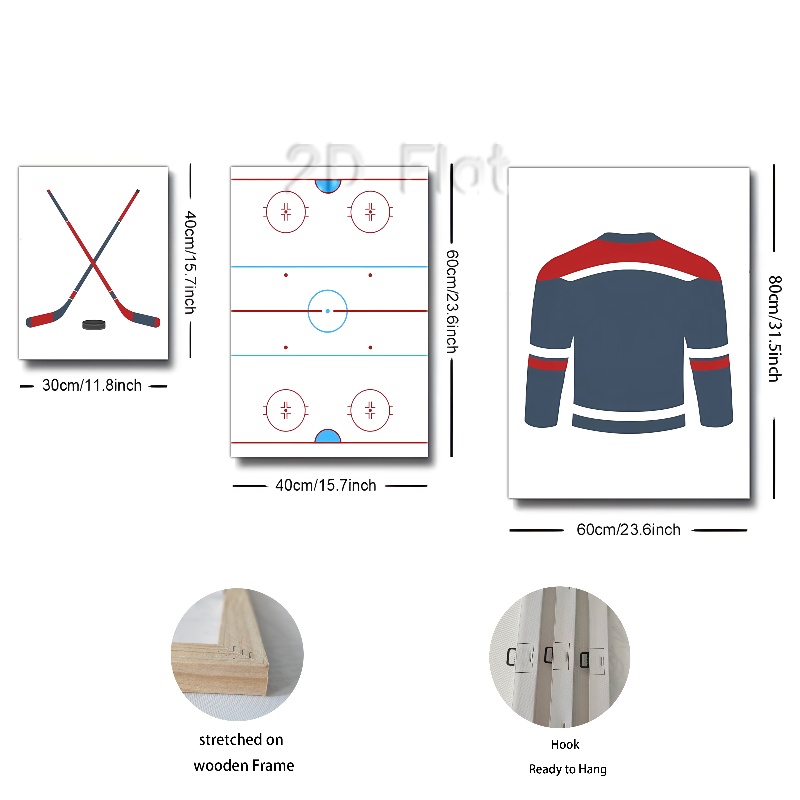 2D Flat
40cm/15.7inch
30cm/11.8inch
60cm/23.6inch
40cm/15.7inch
80cm/31.5inch
60cm/23.6inch
stretched on
wooden Frame
Hook
Ready to Hang